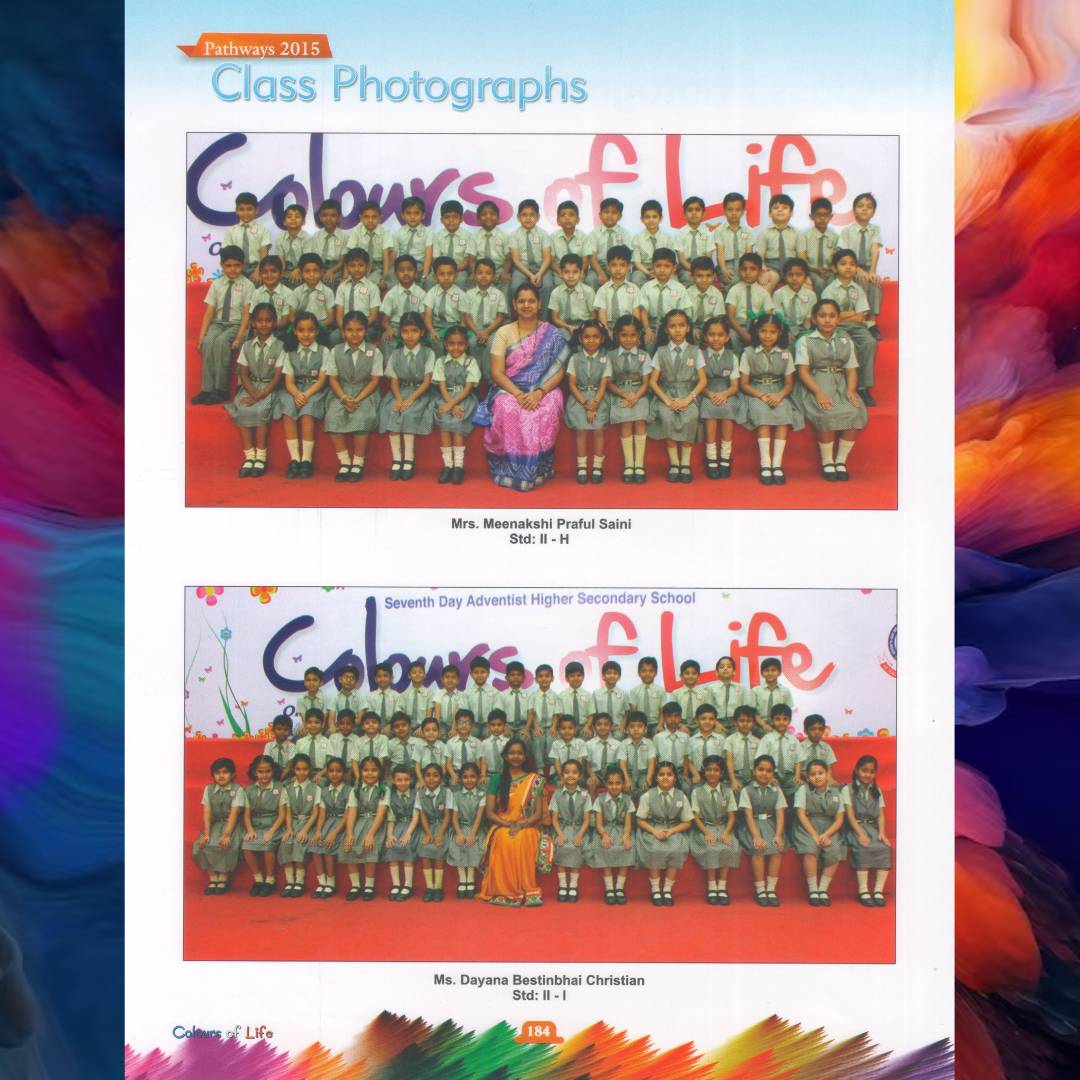 Pathways 2015
Class Photographs
Colours of Life
Mrs. Meenakshi Praful Saini
Std: II - H
Seventh Day Adventist Higher Secondary School
Colours of Life
Ms. Dayana Bestinbhai Christian
Std: II - I
Colours of Life
184